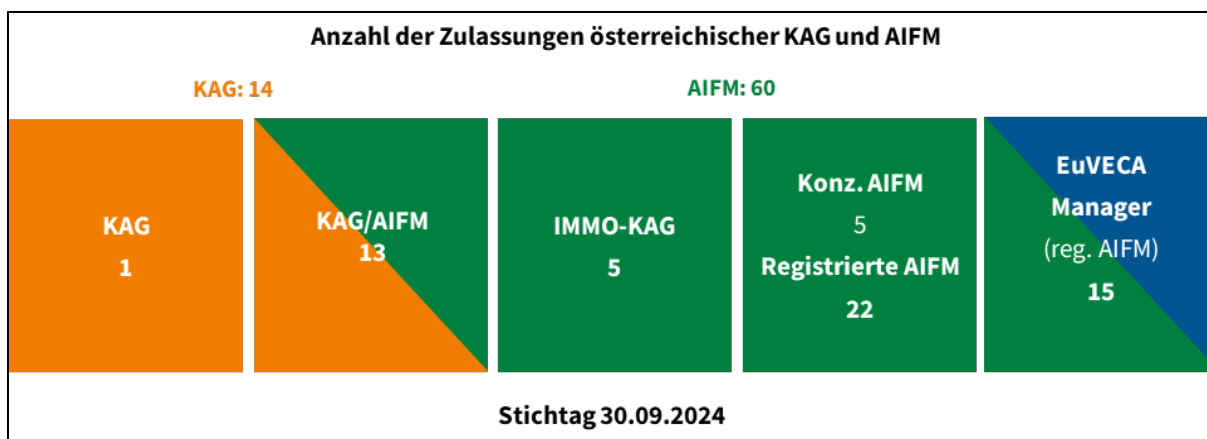 Anzahl der Zulassungen österreichischer KAG und AIFM
KAG: 14
AIFM: 60
KAG
1
KAG/AIFM
13
IMMO-KAG
5
Konz. AIFM
5
Registrierte AIFM
22
EuVECA
Manager
(reg. AIFM)
15
Stichtag 30.09.2024